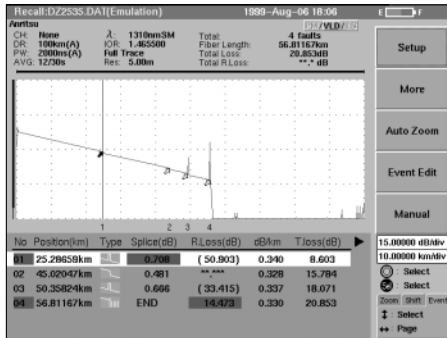 Recall:DZ2535.DAT(Emulation) 1999-Aug-06 18:06 E F
Anritsu
PM/VLD/LS
CH: None λ: 1310nmSM Total: 4 faults
DR: 100km(A) IOR: 1.465500 Fiber Length: 56.81167km
PW: 2000ns(A) Full Trace Total Loss: 20.853dB
AVG: 12/30s Res: 5.00m Total R.Loss: **.* dB
Setup
More
Auto Zoom
Event Edit
Manual
1 2 3 4
No Position(km) Type Splice(dB) R.Loss(dB) dB/km T.loss(dB)
01 25.28659km 0.708 (50.903) 0.340 8.603
02 45.02047km 0.481 **.*** 0.328 15.784
03 50.35824km 0.666 (33.415) 0.337 18.071
04 56.81167km END 14.473 0.330 20.853
15.00000 dB/div
10.00000 km/div
: Select
: Select
Zoom Shift Event
: Select
: Page